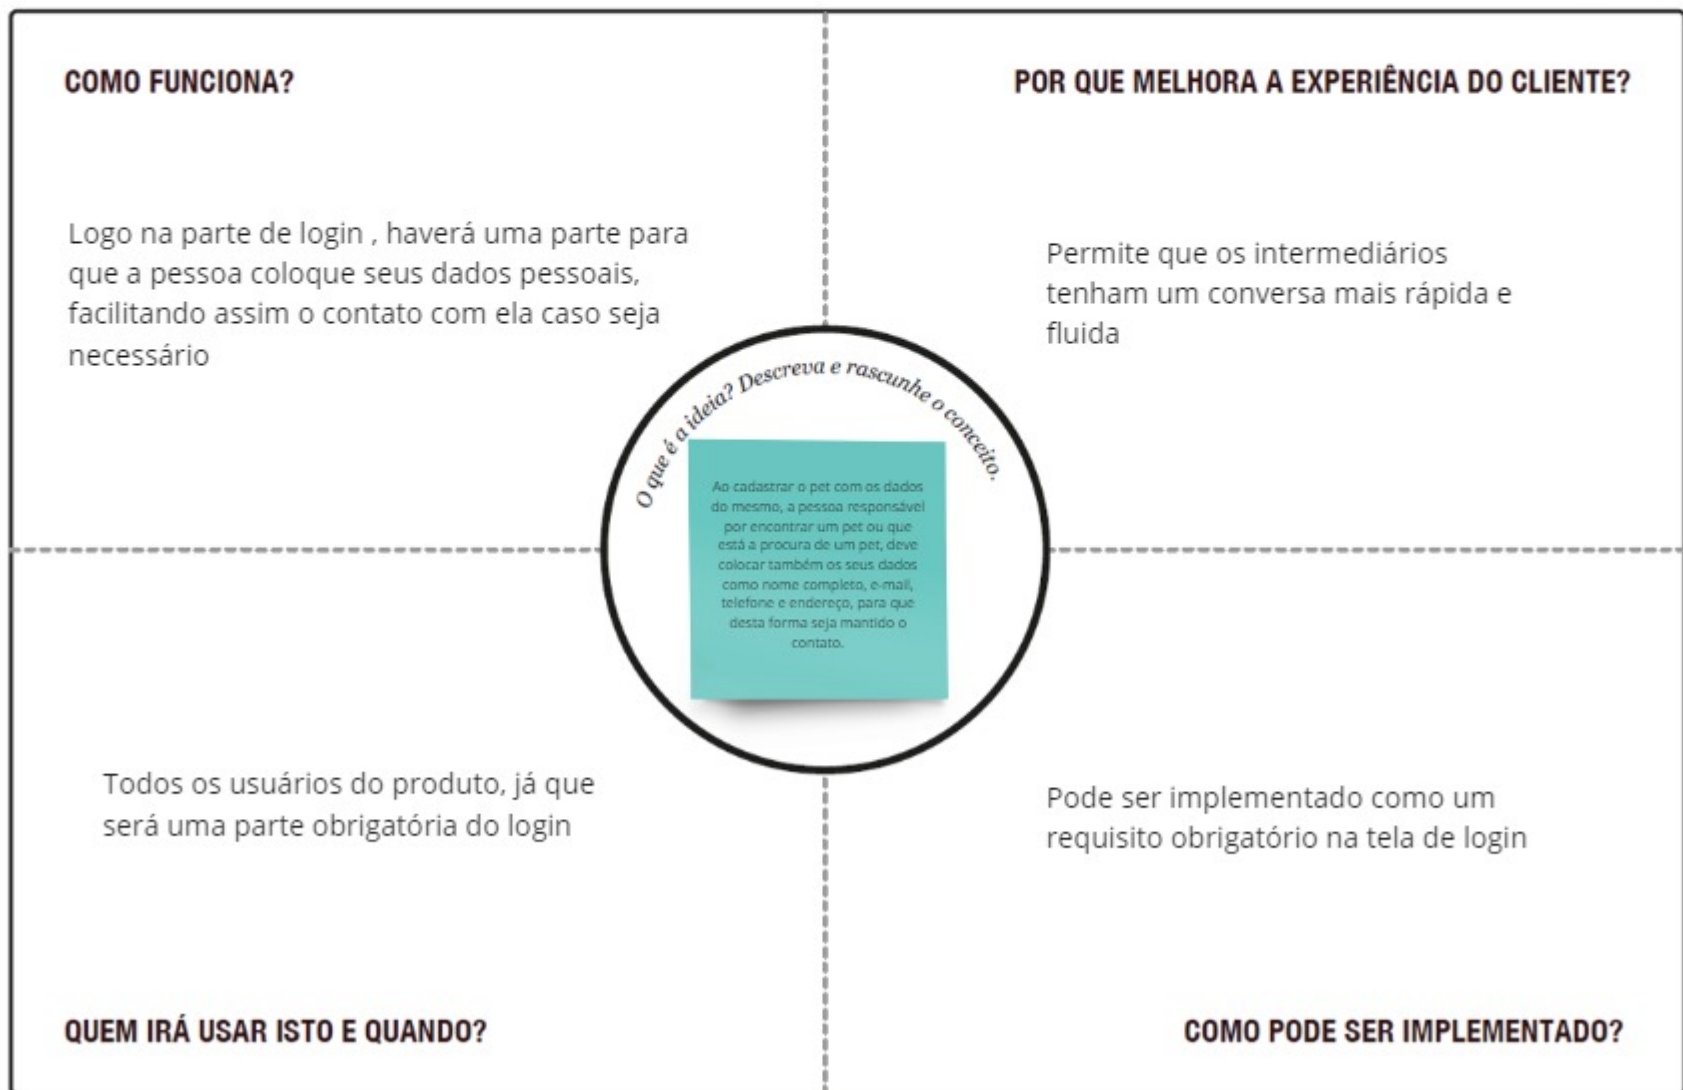 COMO FUNCIONA?
POR QUE MELHORA A EXPERIÊNCIA DO CLIENTE?
Logo na parte de login , haverá uma parte para
que a pessoa coloque seus dados pessoais,
facilitando assim o contato com ela caso seja
necessário
Permite que os intermediários
tenham um conversa mais rápida e
fluida
O que é a ideia? Descreva e rascunhe o conceito.
Ao cadastrar o pet com os dados
do mesmo, a pessoa responsável
por encontrar um pet ou que
está a procura de um pet, deve
colocar também os seus dados
como nome completo, e-mail,
telefone e endereço, para que
desta forma seja mantido o
contato.
Todos os usuários do produto, já que
será uma parte obrigatória do login
Pode ser implementado como um
requisito obrigatório na tela de login
QUEM IRÁ USAR ISTO E QUANDO?
COMO PODE SER IMPLEMENTADO?